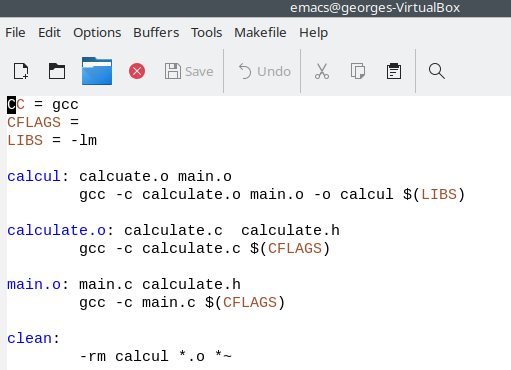 emacs@georges-VirtualBox
File Edit Options Buffers Tools Makefile Help
Save Undo
CC = gcc
CFLAGS =
LIBS = -lm
calcul: calcuate.o main.o
gcc -c calculate.o main.o -o calcul $(LIBS)
calculate.o: calculate.c  calculate.h
gcc -c calculate.c $(CFLAGS)
main.o: main.c calculate.h
gcc -c main.c $(CFLAGS)
clean:
-rm calcul *.o *~